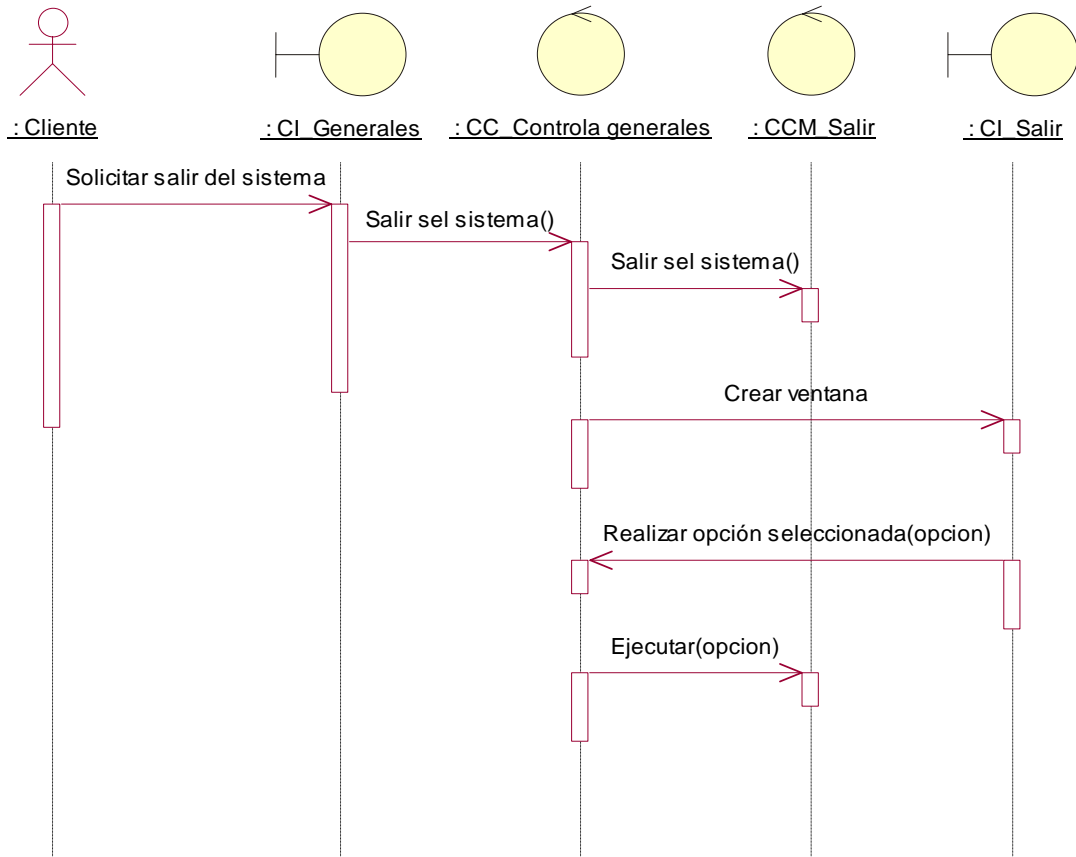 : Cliente
: CI_Generales
: CC_Controla generales
: CCM_Salir
: CI_Salir
Solicitar salir del sistema
Salir sel sistema()
Salir sel sistema()
Crear ventana
Realizar opción seleccionada(opcion)
Ejecutar(opcion)